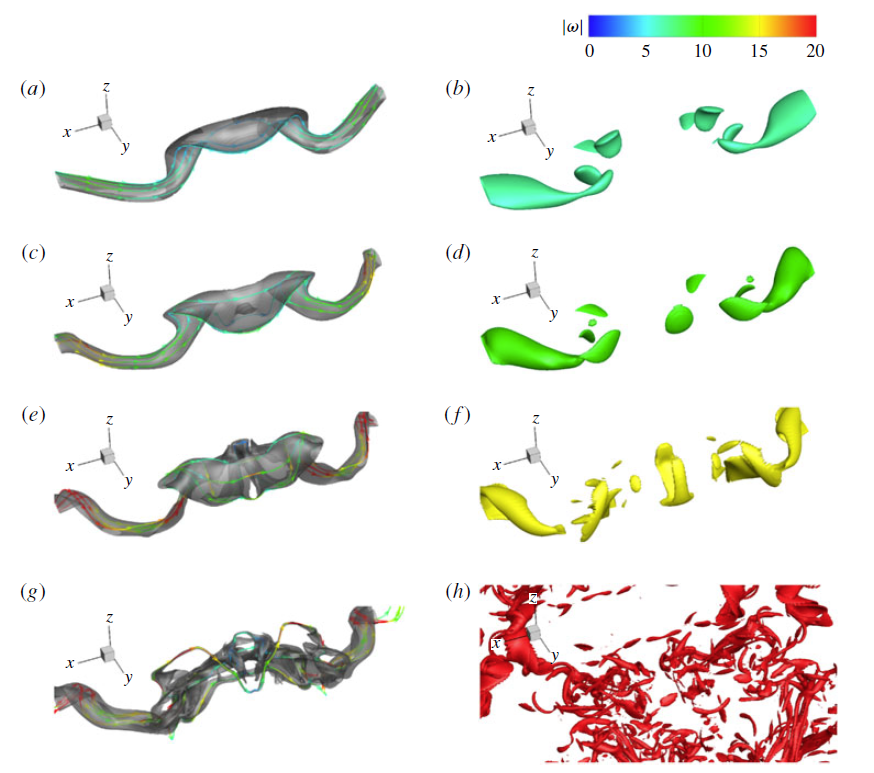 |ω|
0 5 10 15 20
(a) (b)
z z
x x
y y
(c) (d)
z z
x x
y y
(e) (f)
z z
x x
y y
(g) (h)
z z
x x
y y